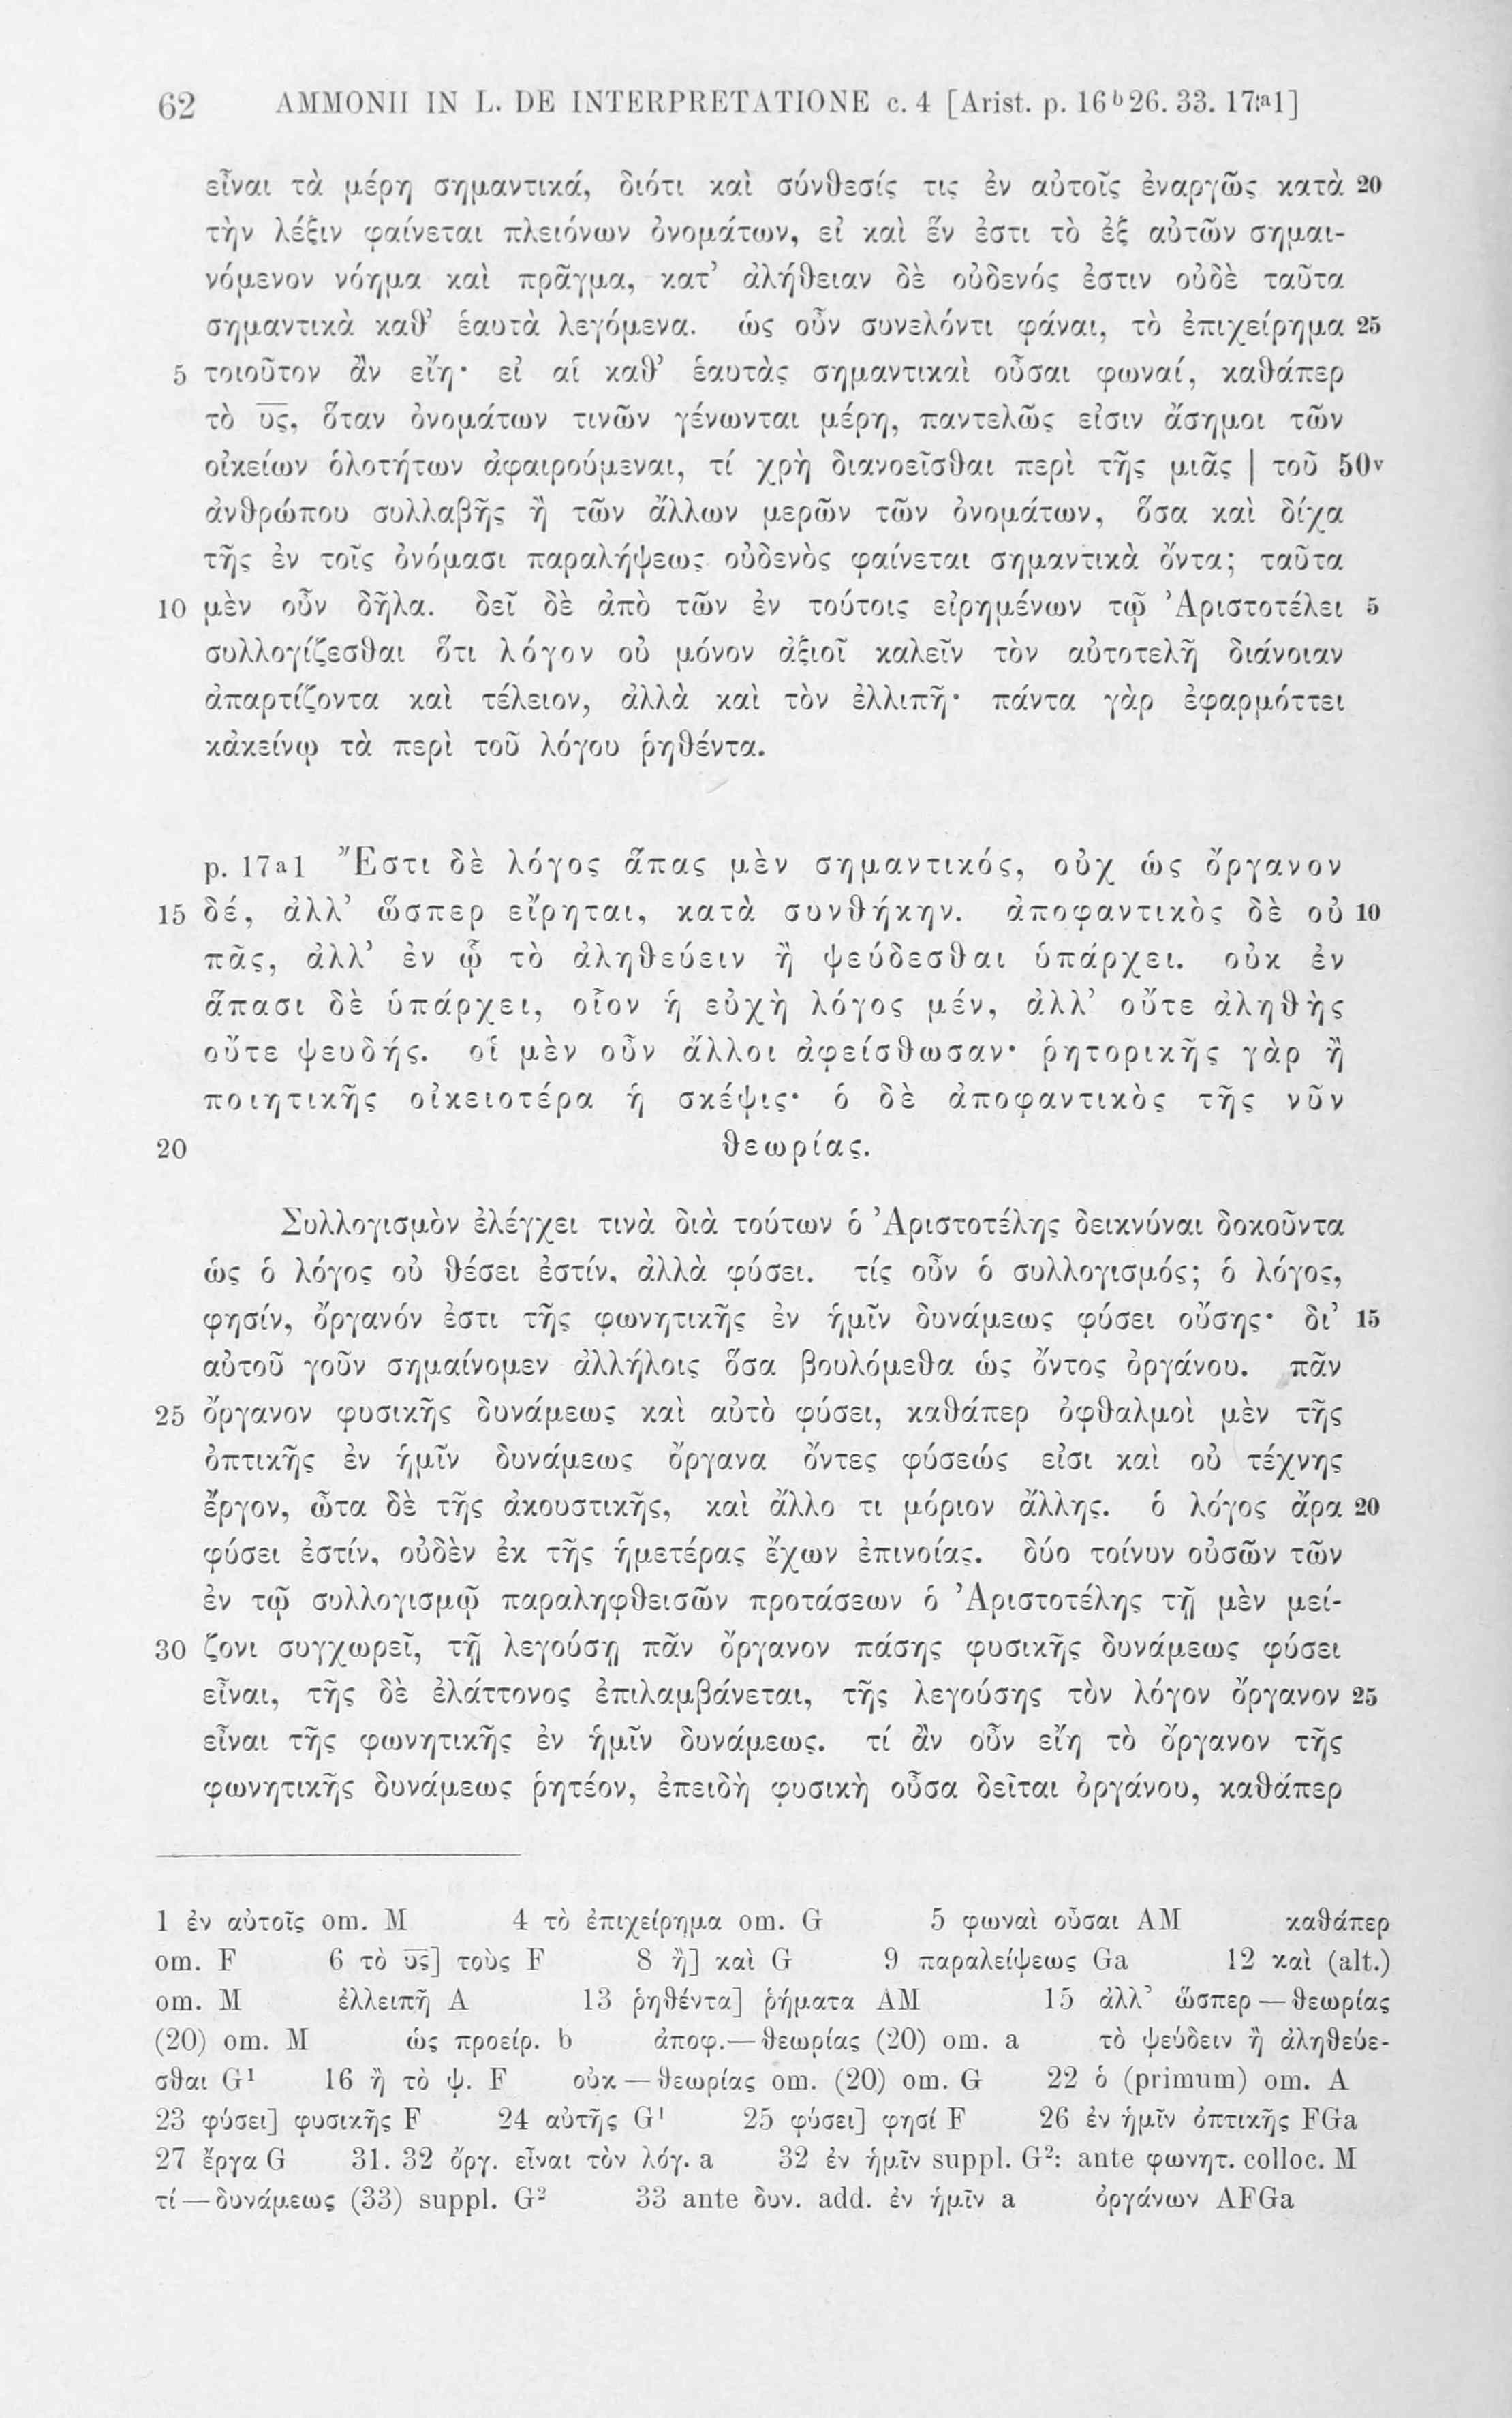 62 AMMONII IN L. DE INTERPRETATIONE c. 4 [Arist. p. 16ᵇ26. 33. 17ᵃ1]
εἶναι τὰ μέρη σημαντικά, διότι καὶ σύνθεσίς τις ἐν αὐτοῖς ἐναργῶς κατὰ 20
τὴν λέξιν φαίνεται πλειόνων ὀνομάτων, εἰ καὶ ἕν ἐστι τὸ ἐξ αὐτῶν σημαι-
νόμενον νόημα καὶ πρᾶγμα, κατ’ ἀλήθειαν δὲ οὐδενός ἐστιν οὐδὲ ταῦτα
σημαντικὰ καθ’ ἑαυτὰ λεγόμενα. ὡς οὖν συνελόντι φάναι, τὸ ἐπιχείρημα 25
5 τοιοῦτον ἂν εἴη· εἰ αἱ καθ’ ἑαυτὰς σημαντικαὶ οὖσαι φωναί, καθάπερ
τὸ υς, ὅταν ὀνομάτων τινῶν γένωνται μέρη, παντελῶς εἰσιν ἄσημοι τῶν
οἰκείων ὁλοτήτων ἀφαιρούμεναι, τί χρὴ διανοεῖσθαι περὶ τῆς μιᾶς | τοῦ 50ᵛ
ἀνθρώπου συλλαβῆς ἢ τῶν ἄλλων μερῶν τῶν ὀνομάτων, ὅσα καὶ δίχα
τῆς ἐν τοῖς ὀνόμασι παραλήψεως οὐδενὸς φαίνεται σημαντικὰ ὄντα; ταῦτα
10 μὲν οὖν δῆλα. δεῖ δὲ ἀπὸ τῶν ἐν τούτοις εἰρημένων τῷ Ἀριστοτέλει 5
συλλογίζεσθαι ὅτι λόγον οὐ μόνον ἀξιοῖ καλεῖν τὸν αὐτοτελῆ διάνοιαν
ἀπαρτίζοντα καὶ τέλειον, ἀλλὰ καὶ τὸν ἐλλιπῆ· πάντα γὰρ ἐφαρμόττει
κἀκείνῳ τὰ περὶ τοῦ λόγου ῥηθέντα.
p. 17ᵃ1 Ἔστι δὲ λόγος ἅπας μὲν σημαντικός, οὐχ ὡς ὄργανον
15 δέ, ἀλλ’ ὥσπερ εἴρηται, κατὰ συνθήκην. ἀποφαντικὸς δὲ οὐ 10
πᾶς, ἀλλ’ ἐν ᾧ τὸ ἀληθεύειν ἢ ψεύδεσθαι ὑπάρχει. οὐκ ἐν
ἅπασι δὲ ὑπάρχει, οἷον ἡ εὐχὴ λόγος μέν, ἀλλ’ οὔτε ἀληθὴς
οὔτε ψευδής. οἱ μὲν οὖν ἄλλοι ἀφείσθωσαν· ῥητορικῆς γὰρ ἢ
ποιητικῆς οἰκειοτέρα ἡ σκέψις· ὁ δὲ ἀποφαντικὸς τῆς νῦν
20 θεωρίας.
Συλλογισμὸν ἐλέγχει τινὰ διὰ τούτων ὁ Ἀριστοτέλης δεικνύναι δοκοῦντα
ὡς ὁ λόγος οὐ θέσει ἐστίν, ἀλλὰ φύσει. τίς οὖν ὁ συλλογισμός; ὁ λόγος,
φησίν, ὄργανόν ἐστι τῆς φωνητικῆς ἐν ἡμῖν δυνάμεως φύσει οὔσης· δι’ 15
αὐτοῦ γοῦν σημαίνομεν ἀλλήλοις ὅσα βουλόμεθα ὡς ὄντος ὀργάνου. πᾶν
25 ὄργανον φυσικῆς δυνάμεως καὶ αὐτὸ φύσει, καθάπερ ὀφθαλμοὶ μὲν τῆς
ὀπτικῆς ἐν ἡμῖν δυνάμεως ὄργανα ὄντες φύσεώς εἰσι καὶ οὐ τέχνης
ἔργον, ὦτα δὲ τῆς ἀκουστικῆς, καὶ ἄλλο τι μόριον ἄλλης. ὁ λόγος ἄρα 20
φύσει ἐστίν, οὐδὲν ἐκ τῆς ἡμετέρας ἔχων ἐπινοίας. δύο τοίνυν οὐσῶν τῶν
ἐν τῷ συλλογισμῷ παραληφθεισῶν προτάσεων ὁ Ἀριστοτέλης τῇ μὲν μεί-
30 ζονι συγχωρεῖ, τῇ λεγούσῃ πᾶν ὄργανον πάσης φυσικῆς δυνάμεως φύσει
εἶναι, τῆς δὲ ἐλάττονος ἐπιλαμβάνεται, τῆς λεγούσης τὸν λόγον ὄργανον 25
εἶναι τῆς φωνητικῆς ἐν ἡμῖν δυνάμεως. τί ἂν οὖν εἴη τὸ ὄργανον τῆς
φωνητικῆς δυνάμεως ῥητέον, ἐπειδὴ φυσικὴ οὖσα δεῖται ὀργάνου, καθάπερ
1 ἐν αὐτοῖς om. M 4 τὸ ἐπιχείρημα om. G 5 φωναὶ οὖσαι AM καθάπερ
om. F 6 τὸ υς] τοὺς F 8 ἢ] καὶ G 9 παραλείψεως Ga 12 καὶ (alt.)
om. M ἐλλειπῆ A 13 ῥηθέντα] ῥήματα AM 15 ἀλλ’ ὥσπερ — θεωρίας
(20) om. M ὡς προείρ. b ἀποφ. — θεωρίας (20) om. a τὸ ψεύδειν ἢ ἀληθεύε-
σθαι G¹ 16 ἢ τὸ ψ. F οὐκ — θεωρίας om. (20) om. G 22 ὁ (primum) om. A
23 φύσει] φυσικῆς F 24 αὐτῆς G¹ 25 φύσει] φησί F 26 ἐν ἡμῖν ὀπτικῆς FGa
27 ἔργα G 31. 32 ὄργ. εἶναι τὸν λόγ. a 32 ἐν ἡμῖν suppl. G²: ante φωνητ. colloc. M
τί — δυνάμεως (33) suppl. G² 33 ante δυν. add. ἐν ἡμῖν a ὀργάνων AFGa